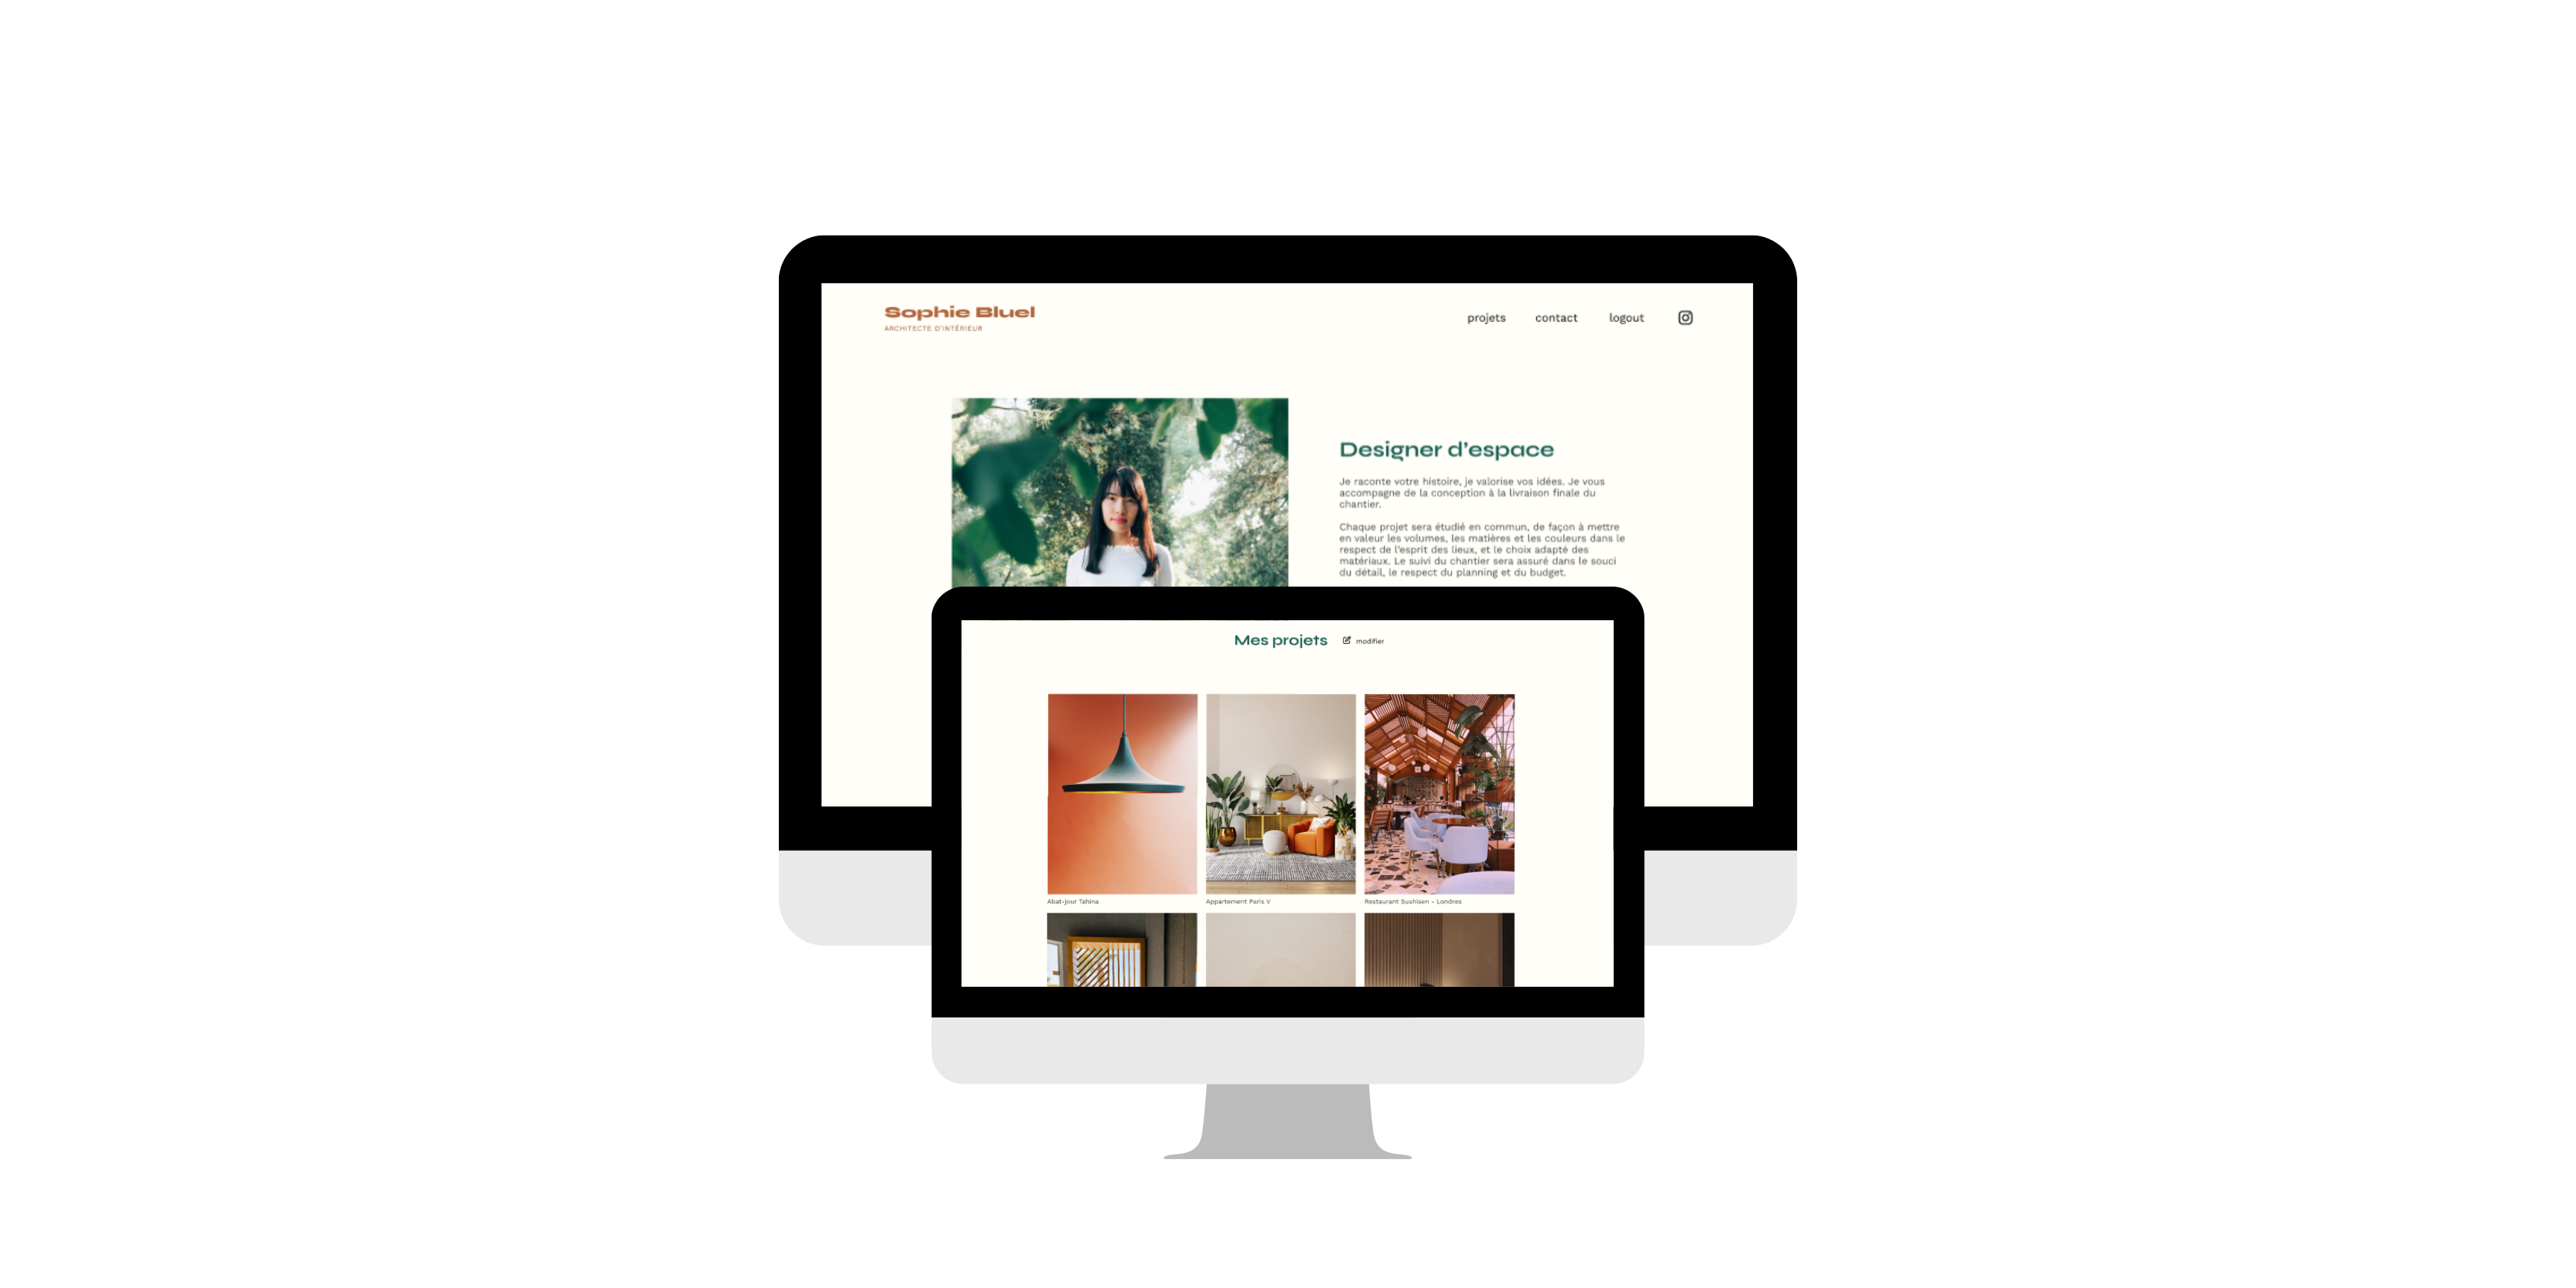 Sophie Bluel
ARCHITECTE D'INTÉRIEUR
projets contact logout
Designer d'espace
Je raconte votre histoire, je valorise vos idées. Je vous
accompagne de la conception à la livraison finale du
chantier.
Chaque projet sera étudié en commun, de façon à mettre
en valeur les volumes, les matières et les couleurs dans le
respect de l'esprit des lieux, et le choix adapté des
matériaux. Le suivi du chantier sera assuré dans le souci
du détail, le respect du planning et du budget.
Mes projets modifier
Abat-jour Tahina
Appartement Paris V
Restaurant Sushisen - Londres